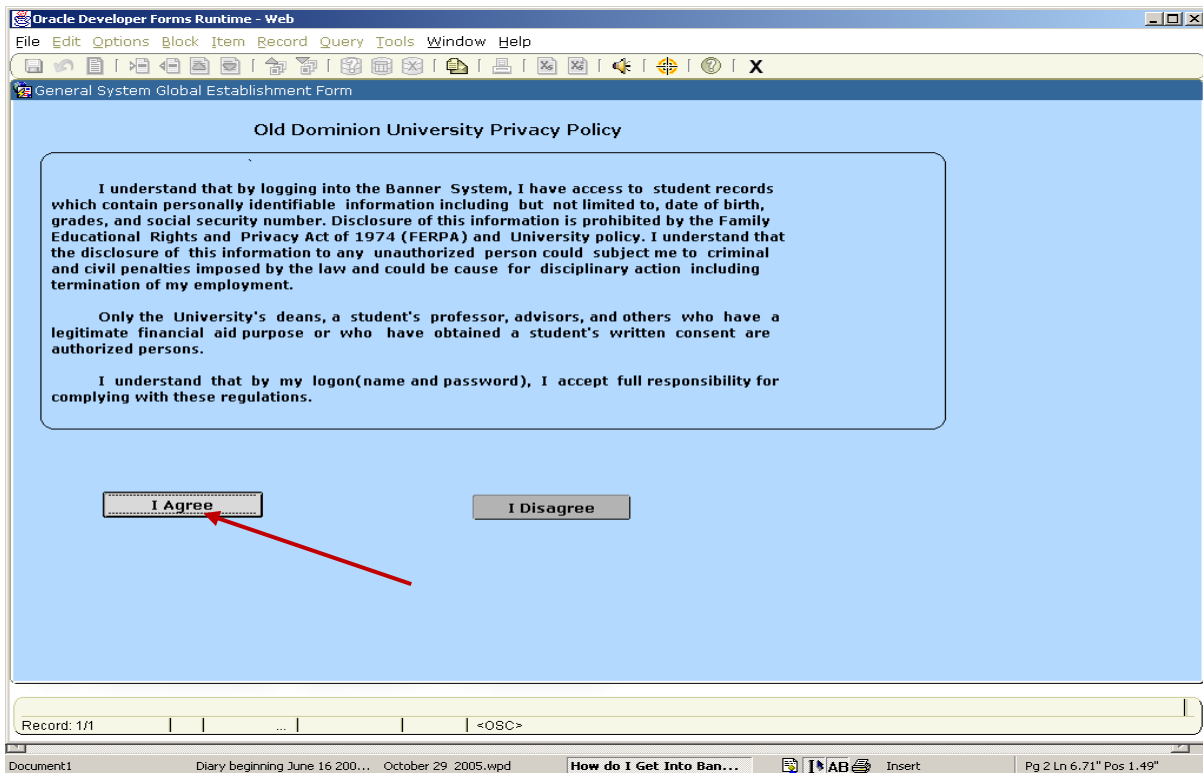 Oracle Developer Forms Runtime - Web
File Edit Options Block Item Record Query Tools Window Help
X
General System Global Establishment Form
Old Dominion University Privacy Policy
I understand that by logging into the Banner System, I have access to student records
which contain personally identifiable information including but not limited to, date of birth,
grades, and social security number. Disclosure of this information is prohibited by the Family
Educational Rights and Privacy Act of 1974 (FERPA) and University policy. I understand that
the disclosure of this information to any unauthorized person could subject me to criminal
and civil penalties imposed by the law and could be cause for disciplinary action including
termination of my employment.
Only the University's deans, a student's professor, advisors, and others who have a
legitimate financial aid purpose or who have obtained a student's written consent are
authorized persons.
I understand that by my logon(name and password), I accept full responsibility for
complying with these regulations.
I Agree I Disagree
Record: 1/1 ... <OSC>
Document1 Diary beginning June 16 200... October 29 2005.wpd How do I Get Into Ban... AB Insert Pg 2 Ln 6.71" Pos 1.49"